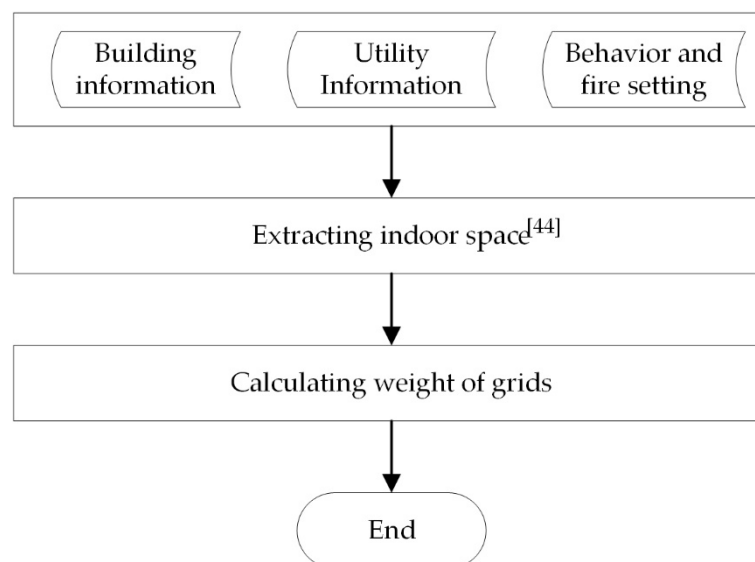 Building
information
Utility
Information
Behavior and
fire setting
Extracting indoor space[44]
Calculating weight of grids
End